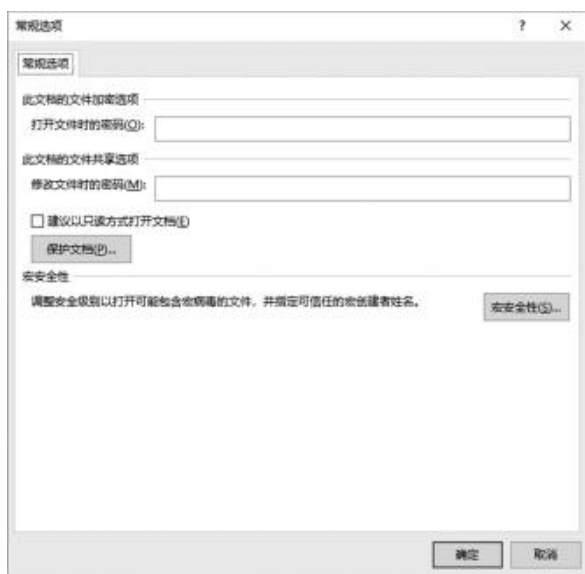 常规选项 ? ×
常规选项
此文档的文件加密选项
打开文件时的密码(O):
此文档的文件共享选项
修改文件时的密码(M):
建议以只读方式打开文档(E)
保护文档(P)...
宏安全性
调整安全级别以打开可能包含宏病毒的文件，并指定可信任的宏创建者姓名。
宏安全性(S)...
确定 取消